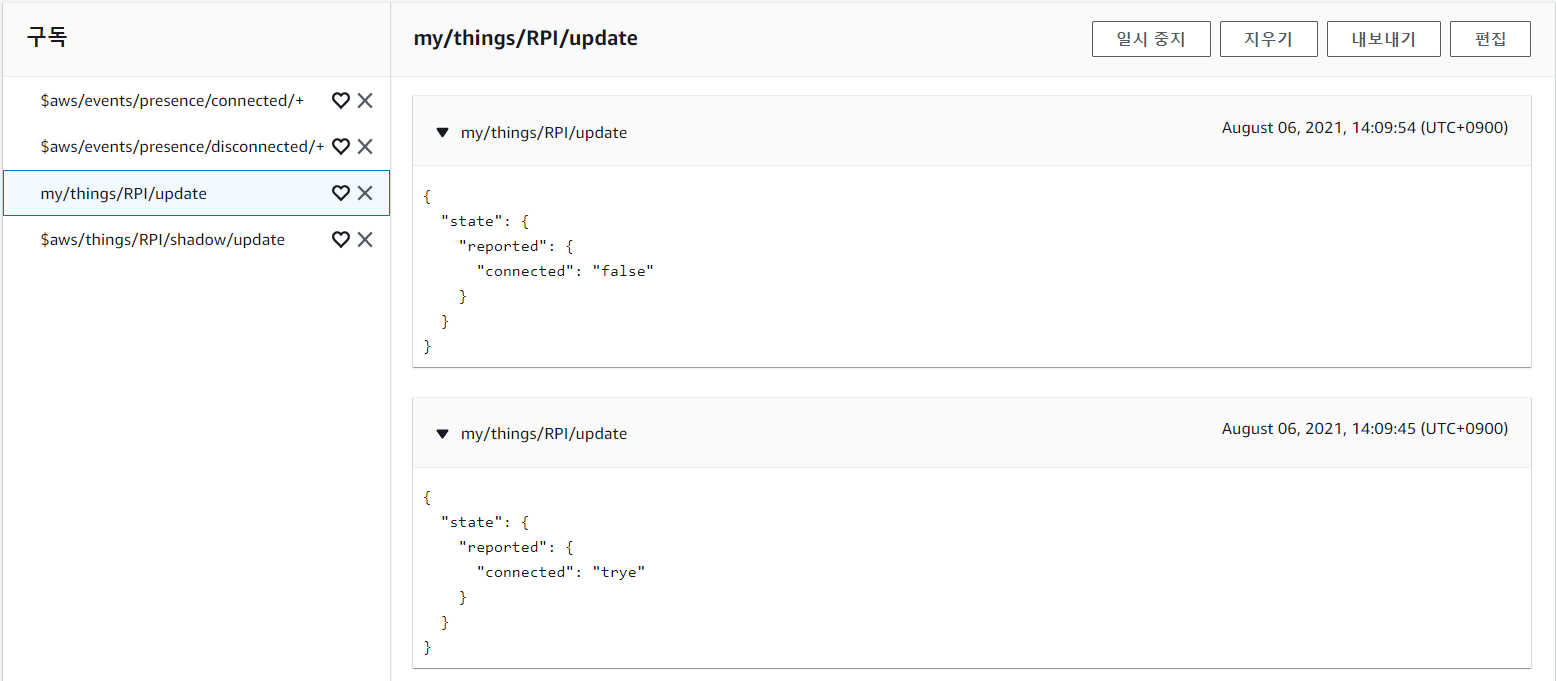 구독
$aws/events/presence/connected/+
$aws/events/presence/disconnected/+
my/things/RPI/update
$aws/things/RPI/shadow/update
my/things/RPI/update
일시 중지
지우기
내보내기
편집
my/things/RPI/update
August 06, 2021, 14:09:54 (UTC+0900)
{
"state": {
"reported": {
"connected": "false"
}
}
}
my/things/RPI/update
August 06, 2021, 14:09:45 (UTC+0900)
{
"state": {
"reported": {
"connected": "trye"
}
}
}